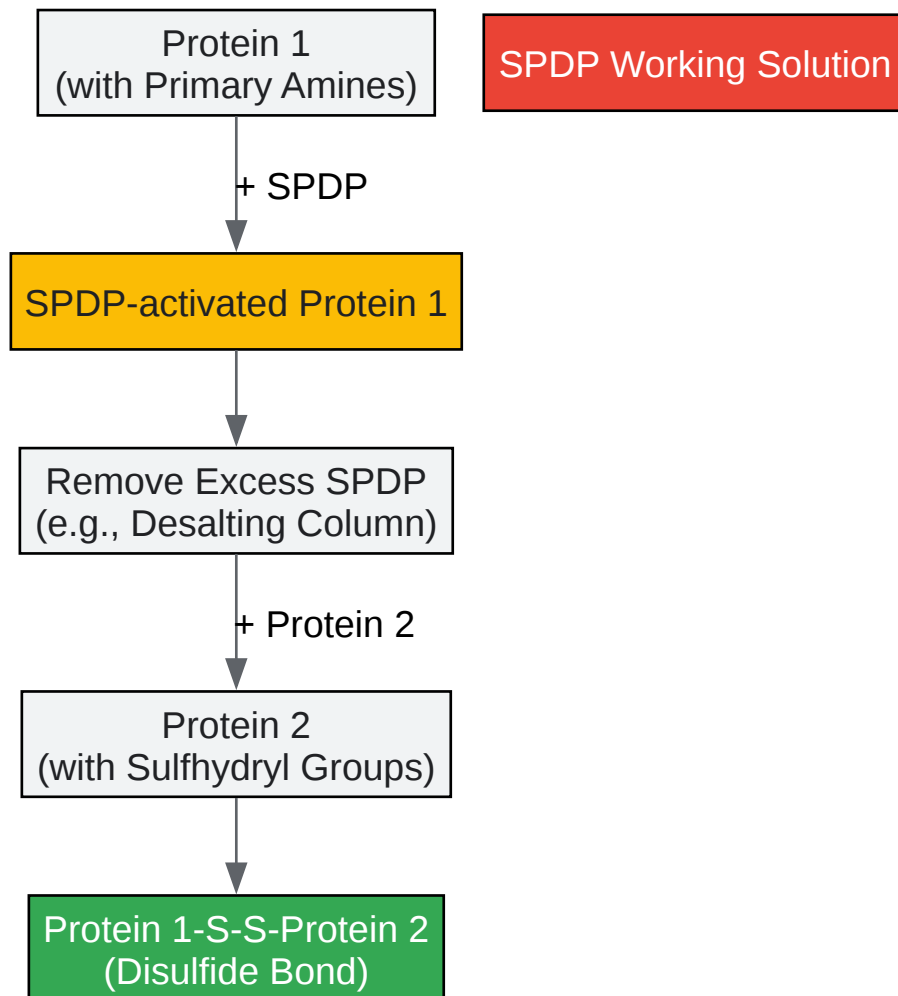 Protein 1
(with Primary Amines)
SPDP Working Solution
+ SPDP
SPDP-activated Protein 1
Remove Excess SPDP
(e.g., Desalting Column)
+ Protein 2
Protein 2
(with Sulfhydryl Groups)
Protein 1-S-S-Protein 2
(Disulfide Bond)